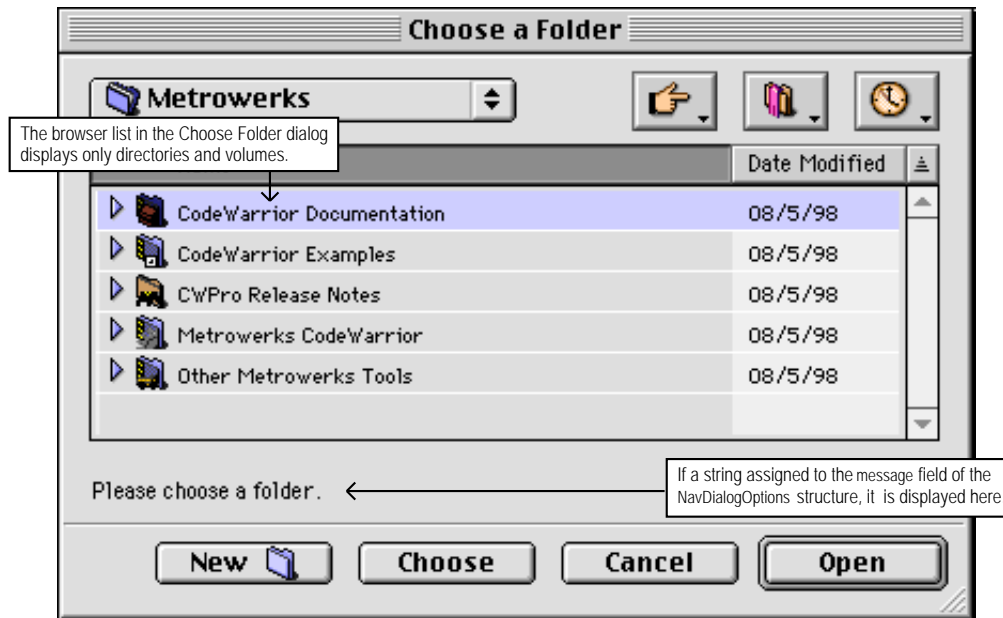 Choose a Folder
Metrowerks
The browser list in the Choose Folder dialog
displays only directories and volumes.
Date Modified
CodeWarrior Documentation 08/5/98
CodeWarrior Examples 08/5/98
CWPro Release Notes 08/5/98
Metrowerks CodeWarrior 08/5/98
Other Metrowerks Tools 08/5/98
If a string assigned to the message field of the
NavDialogOptions structure, it is displayed here
Please choose a folder.
New Choose Cancel Open